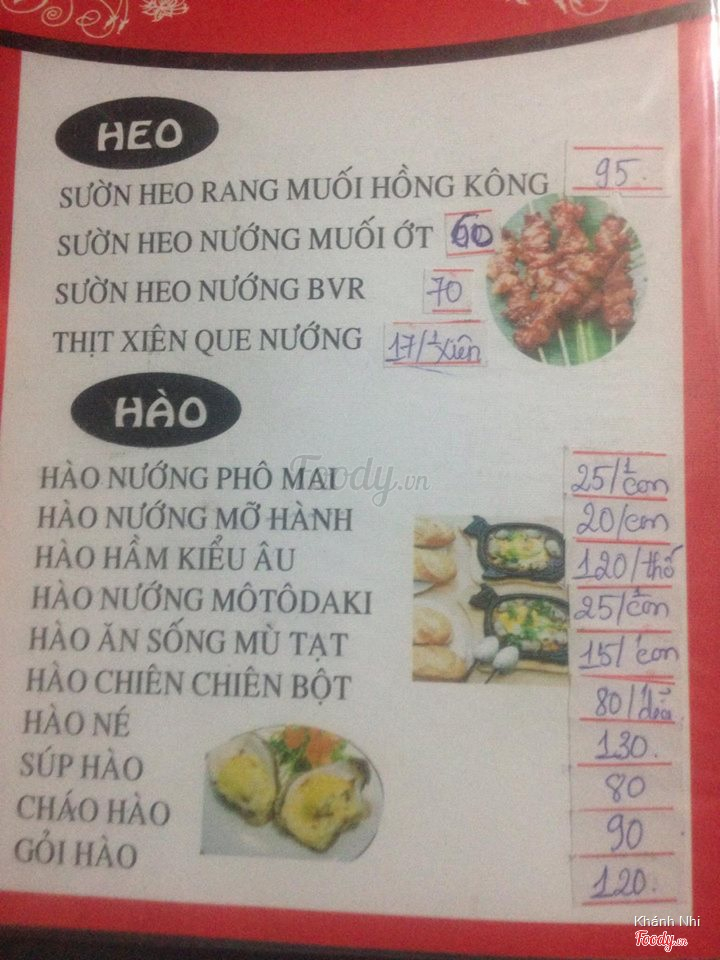 HEO
SƯỜN HEO RANG MUỐI HỒNG KÔNG 95.
SƯỜN HEO NƯỚNG MUỐI ỚT 60
SƯỜN HEO NƯỚNG BVR 70
THỊT XIÊN QUE NƯỚNG 17/1 xiên
HÀO
HÀO NƯỚNG PHÔ MAI 25/1 con
HÀO NƯỚNG MỠ HÀNH 20/con
HÀO HẦM KIỂU ÂU 120/thố
HÀO NƯỚNG MÔTÔDAKI 25/1 con
HÀO ĂN SỐNG MÙ TẠT 15/1 con
HÀO CHIÊN CHIÊN BỘT 80/1 dĩa
HÀO NÉ 130.
SÚP HÀO 80
CHÁO HÀO 90
GỎI HÀO 120.
Foody.vn
Khánh Nhi
Foody.vn